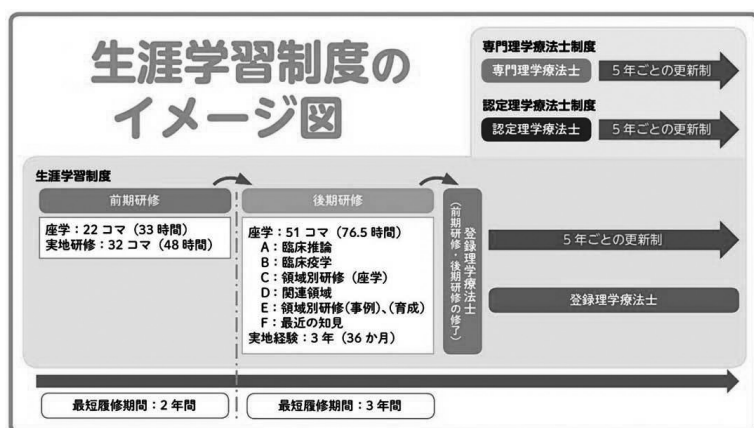 生涯学習制度の
イメージ図
専門理学療法士制度
専門理学療法士
5年ごとの更新制
認定理学療法士制度
認定理学療法士
5年ごとの更新制
生涯学習制度
前期研修
座学：22コマ（33時間）
実地研修：32コマ（48時間）
後期研修
座学：51コマ（76.5時間）
A：臨床推論
B：臨床疫学
C：領域別研修（座学）
D：関連領域
E：領域別研修（事例）、（育成）
F：最近の知見
実地経験：3年（36か月）
登録理学療法士
（前期研修・後期研修の修了）
5年ごとの更新制
登録理学療法士
最短履修期間：2年間
最短履修期間：3年間